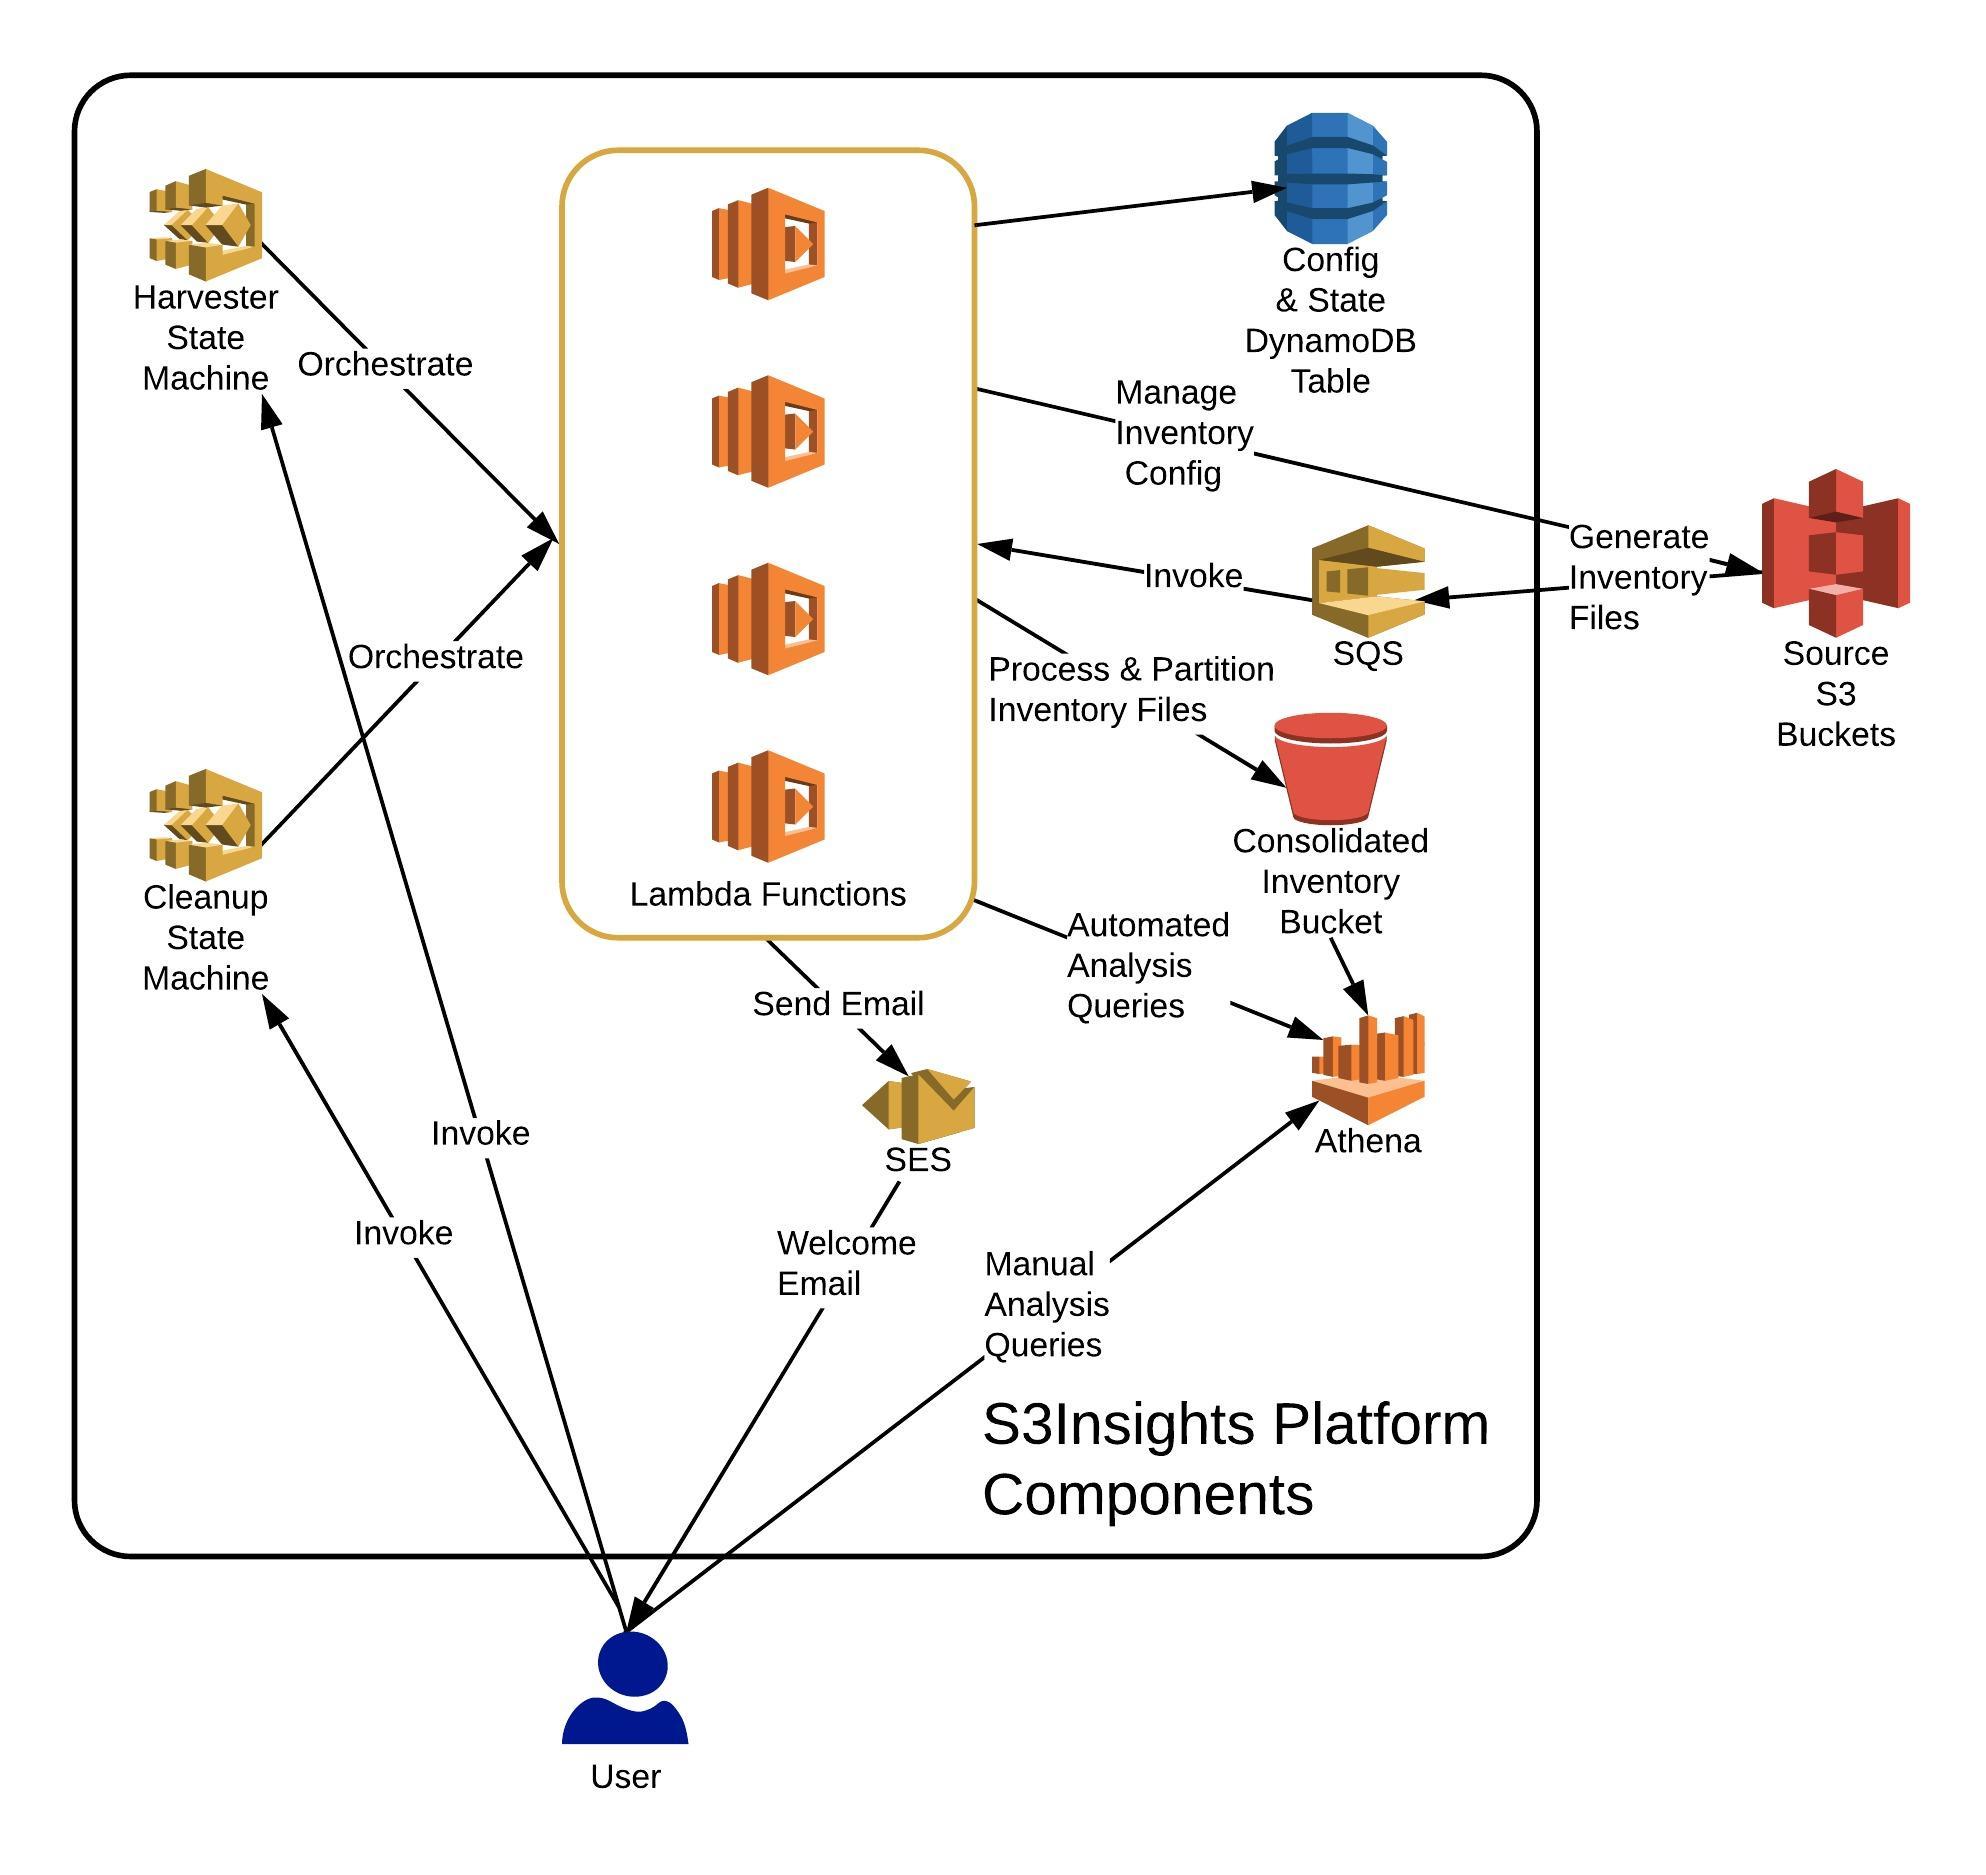 Harvester
State
Machine
Orchestrate
Config
& State
DynamoDB
Table
Manage
Inventory
Config
Generate
Inventory
Files
Source
S3
Buckets
Invoke
SQS
Process & Partition
Inventory Files
Orchestrate
Consolidated
Inventory
Bucket
Cleanup
State
Machine
Lambda Functions
Automated
Analysis
Queries
Send Email
SES
Athena
Invoke
Invoke
Welcome
Email
Manual
Analysis
Queries
S3Insights Platform
Components
User